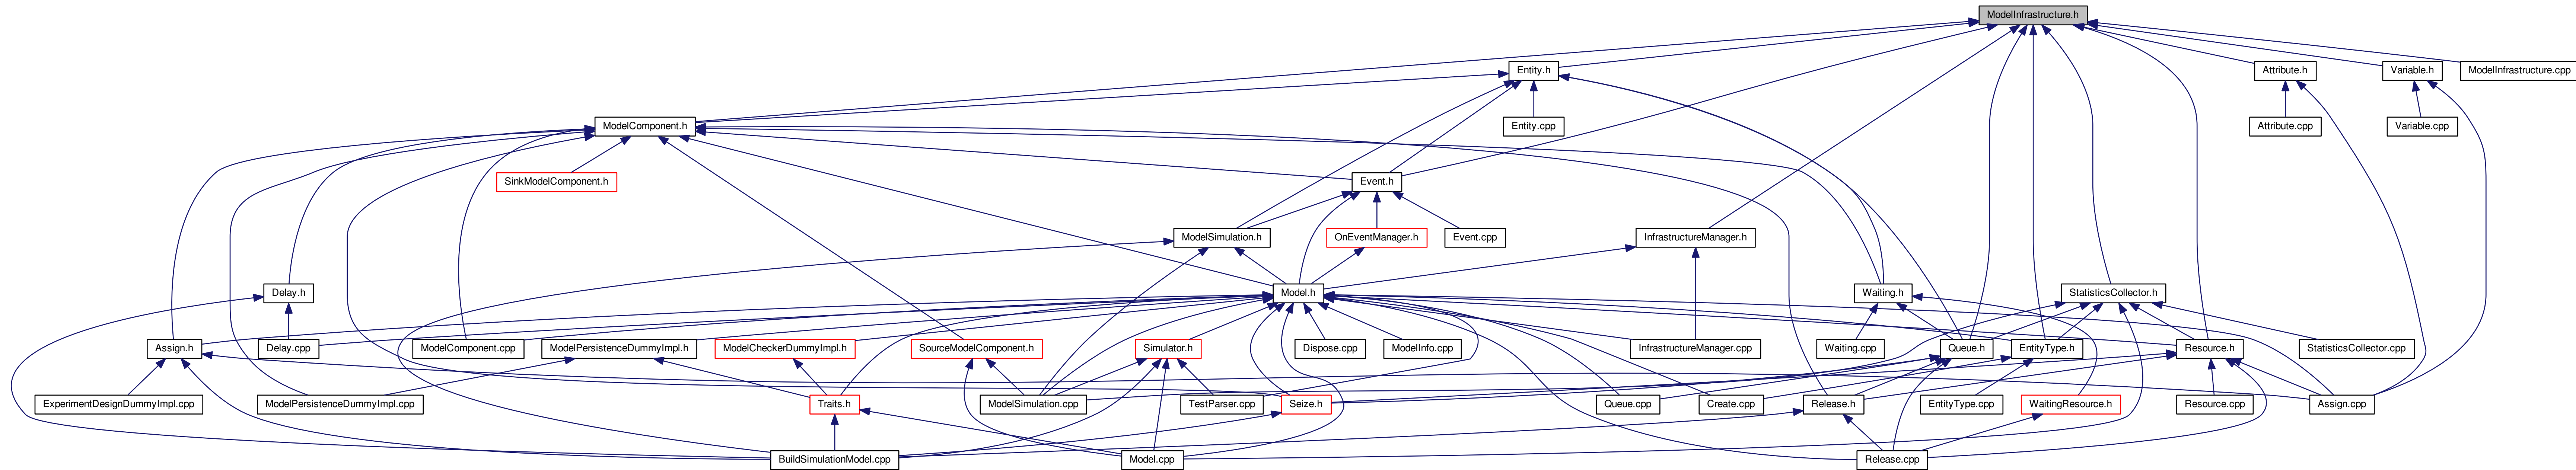 ModelInfrastructure.h
Entity.h
Attribute.h
Variable.h
ModelInfrastructure.cpp
ModelComponent.h
Entity.cpp
Attribute.cpp
Variable.cpp
SinkModelComponent.h
Event.h
ModelSimulation.h
OnEventManager.h
Event.cpp
InfrastructureManager.h
Delay.h
Model.h
Waiting.h
StatisticsCollector.h
Assign.h
Delay.cpp
ModelComponent.cpp
ModelPersistenceDummyImpl.h
ModelCheckerDummyImpl.h
SourceModelComponent.h
Simulator.h
Dispose.cpp
ModelInfo.cpp
InfrastructureManager.cpp
Waiting.cpp
Queue.h
EntityType.h
Resource.h
StatisticsCollector.cpp
ExperimentDesignDummyImpl.cpp
ModelPersistenceDummyImpl.cpp
Traits.h
ModelSimulation.cpp
TestParser.cpp
Seize.h
Queue.cpp
Create.cpp
Release.h
EntityType.cpp
WaitingResource.h
Resource.cpp
Assign.cpp
BuildSimulationModel.cpp
Model.cpp
Release.cpp